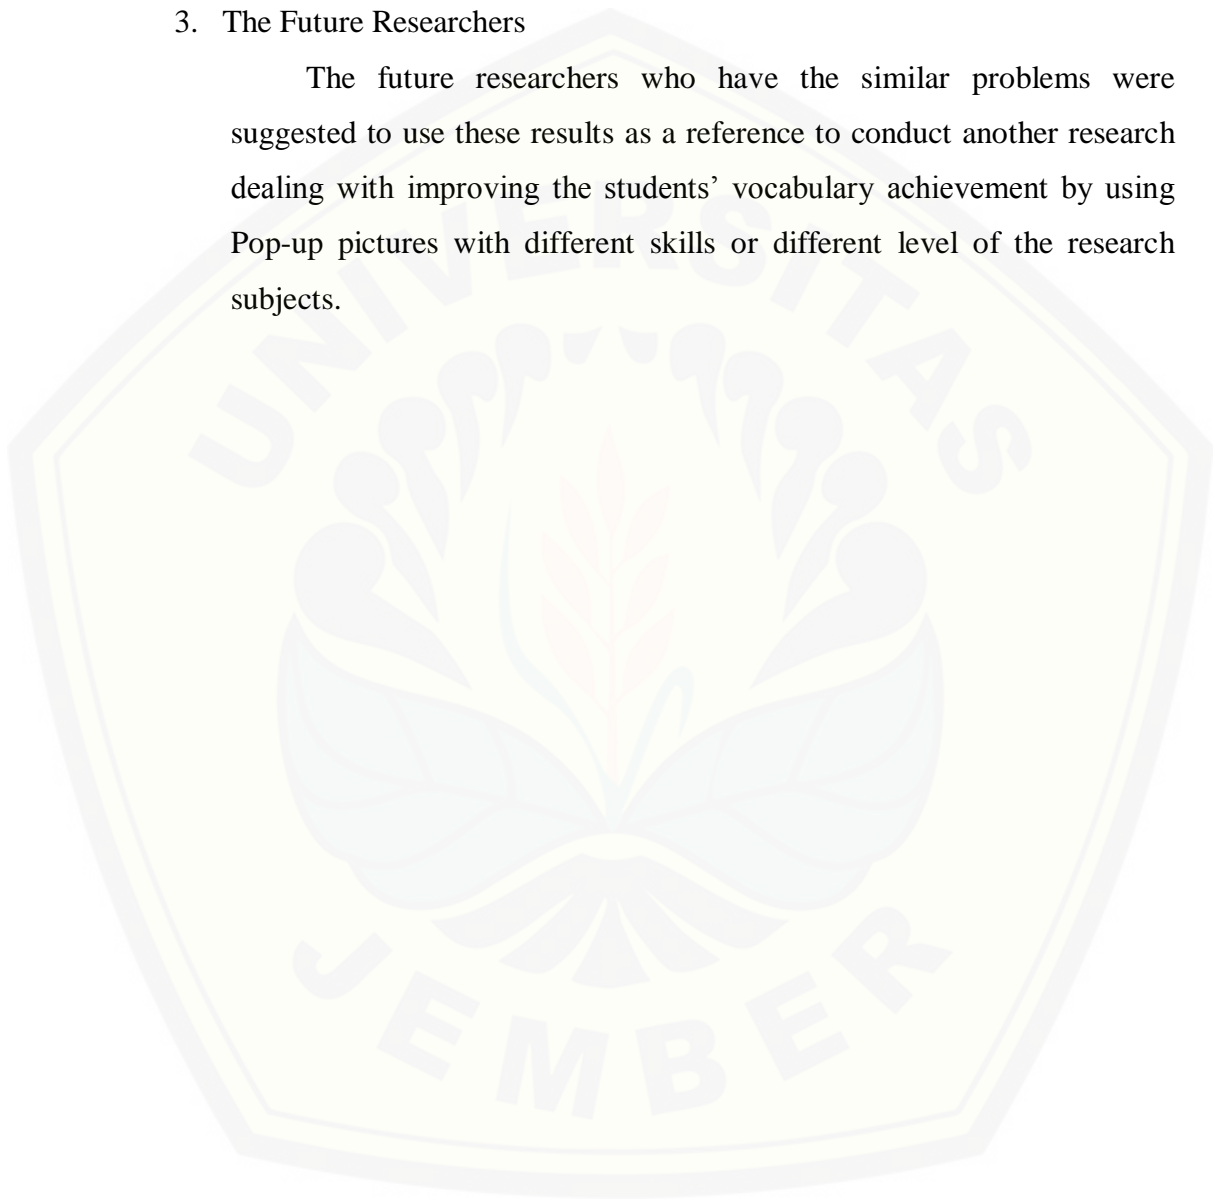 3. The Future Researchers
The future researchers who have the similar problems were
suggested to use these results as a reference to conduct another research
dealing with improving the students’ vocabulary achievement by using
Pop-up pictures with different skills or different level of the research
subjects.
UNIVERSITAS
JEMBER